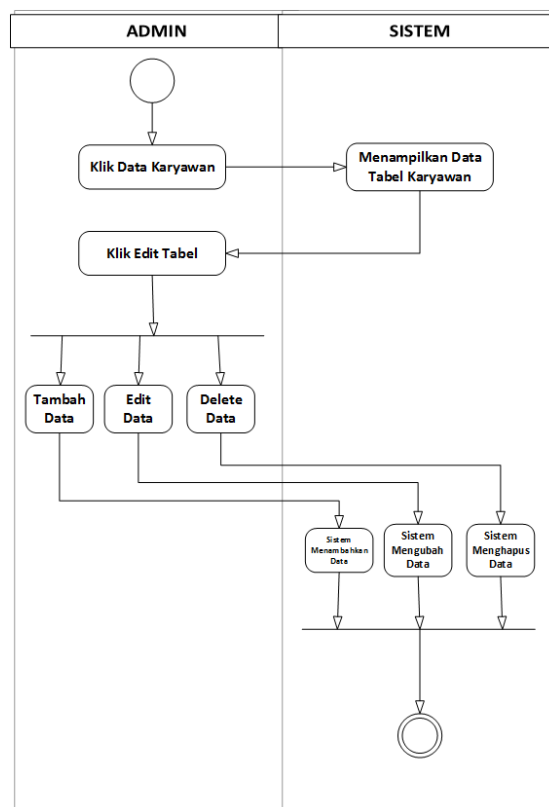 ADMIN
SISTEM
Klik Data Karyawan
Menampilkan Data
Tabel Karyawan
Klik Edit Tabel
Tambah
Data
Edit
Data
Delete
Data
Sistem
Menambahkan
Data
Sistem
Mengubah
Data
Sistem
Menghapus
Data